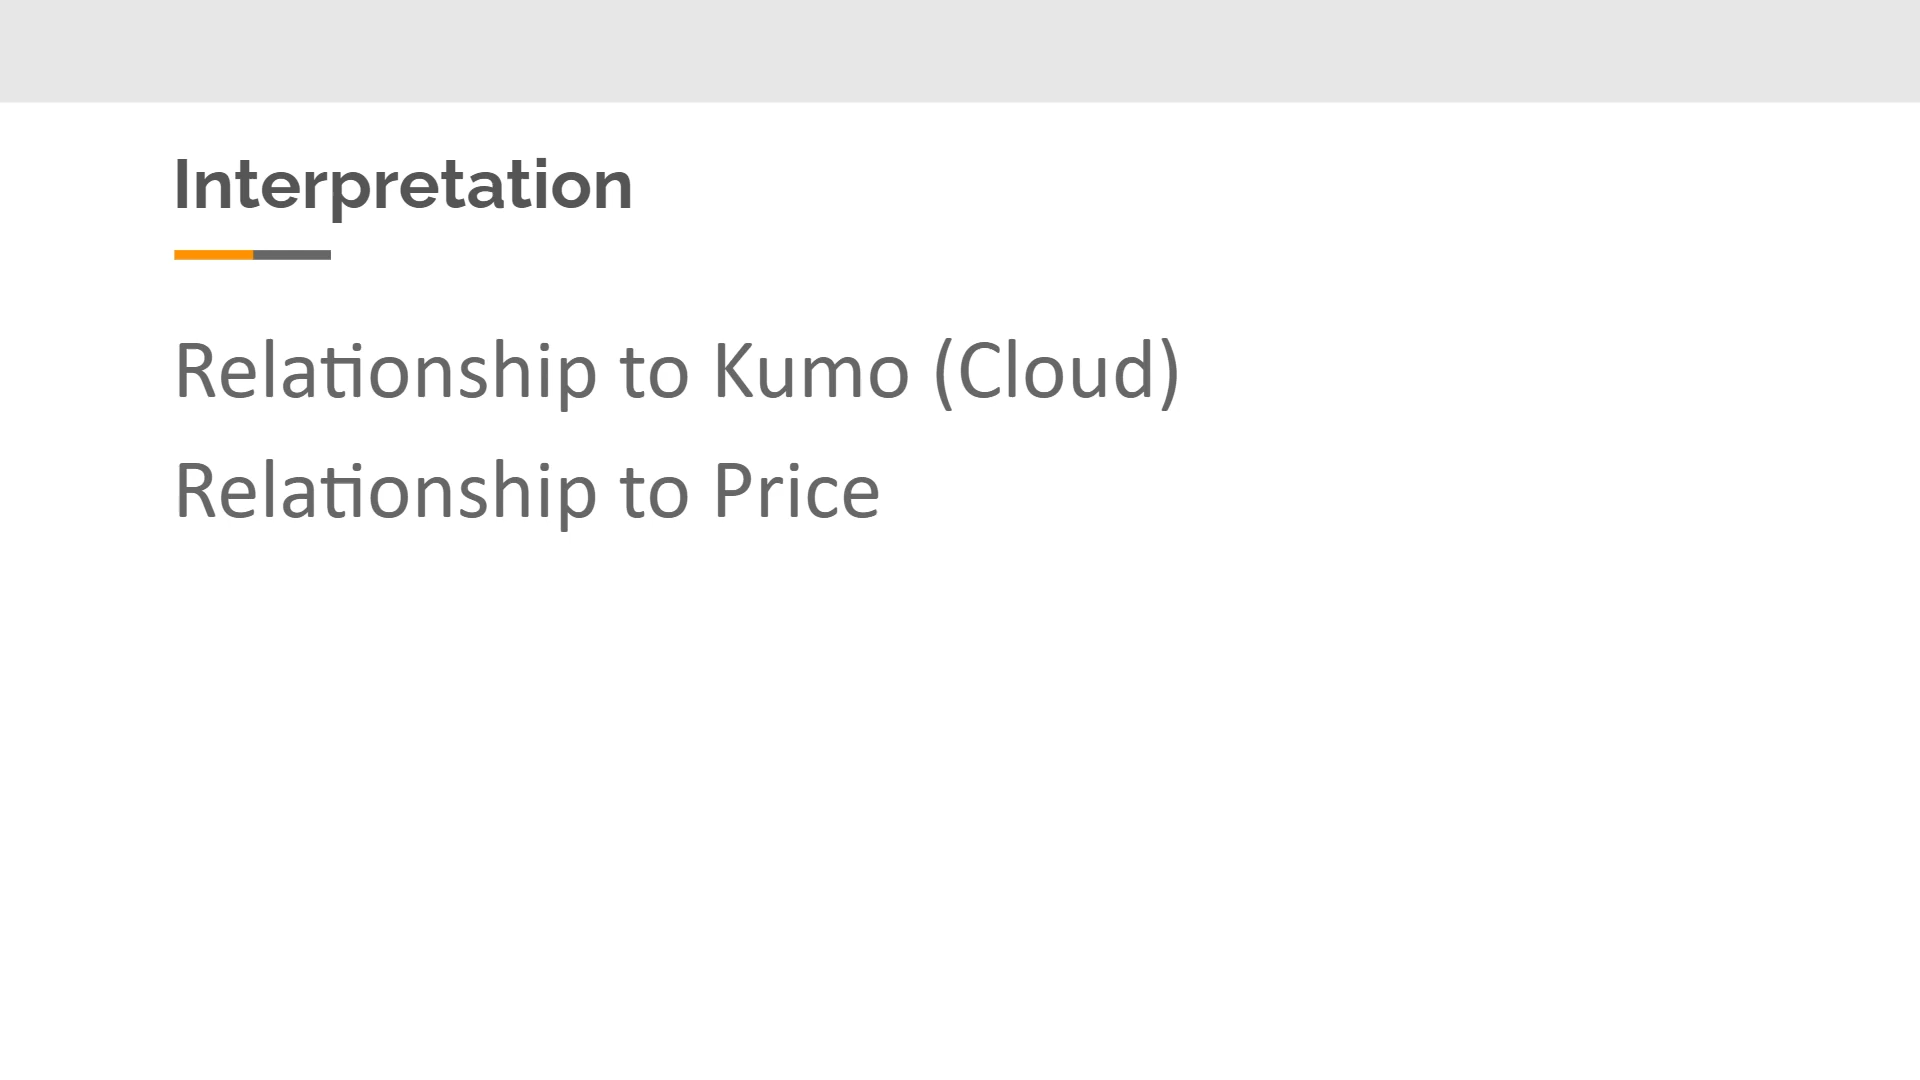 Interpretation
Relationship to Kumo (Cloud)
Relationship to Price